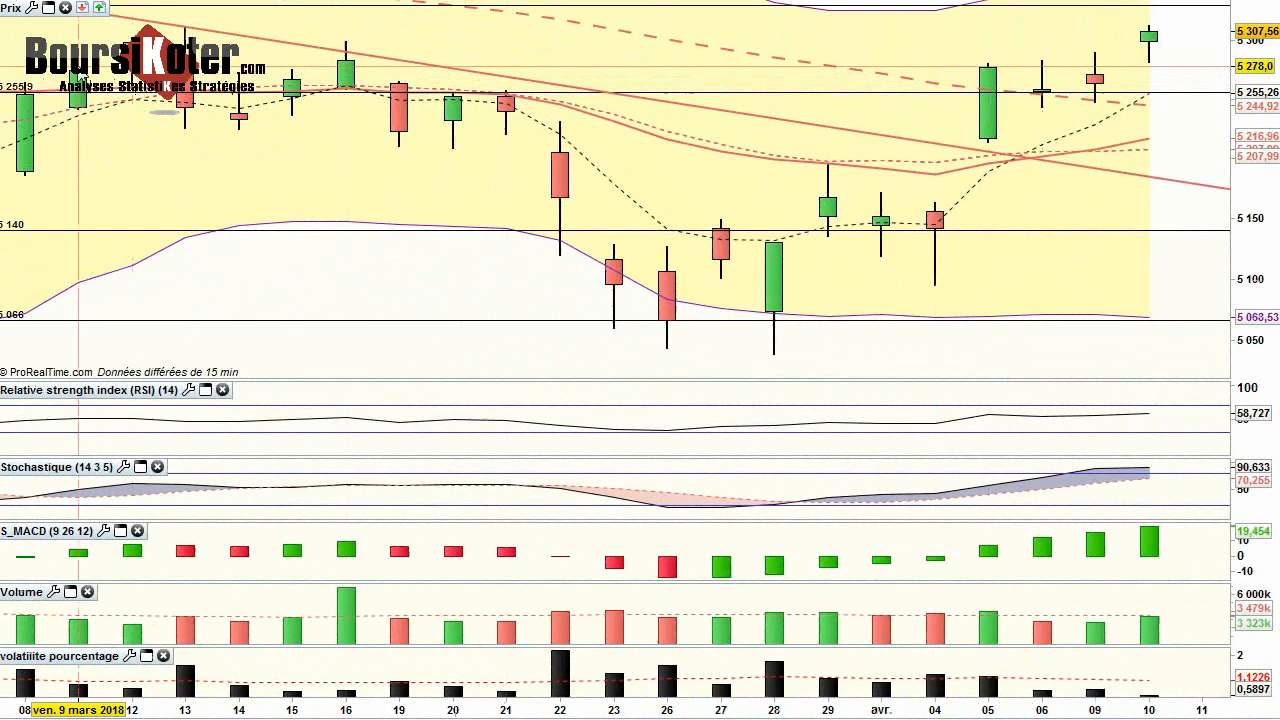 Prix
BoursiKoter.com
Analyses StatistiKes Stratégies
5 307,56
5 300
5 278,0
5 255,26
5 244,92
5 216,96
5 207,99
5 150
5 140
5 100
5 063,53
5 066
5 050
© ProRealTime.com Données différées de 15 min
Relative strength index (RSI) (14)
100
58,727
Stochastique (14 3 5)
90,633
70,255
50
S_MACD (9 26 12)
19,454
10
0
-10
Volume
6 000k
3 479k
3 323k
volatiiite pourcentage
2
1,1226
0,5897
08 ven. 9 mars 2018 12 13 14 15 16 19 20 21 22 23 26 27 28 29 avr. 04 05 06 09 10 11